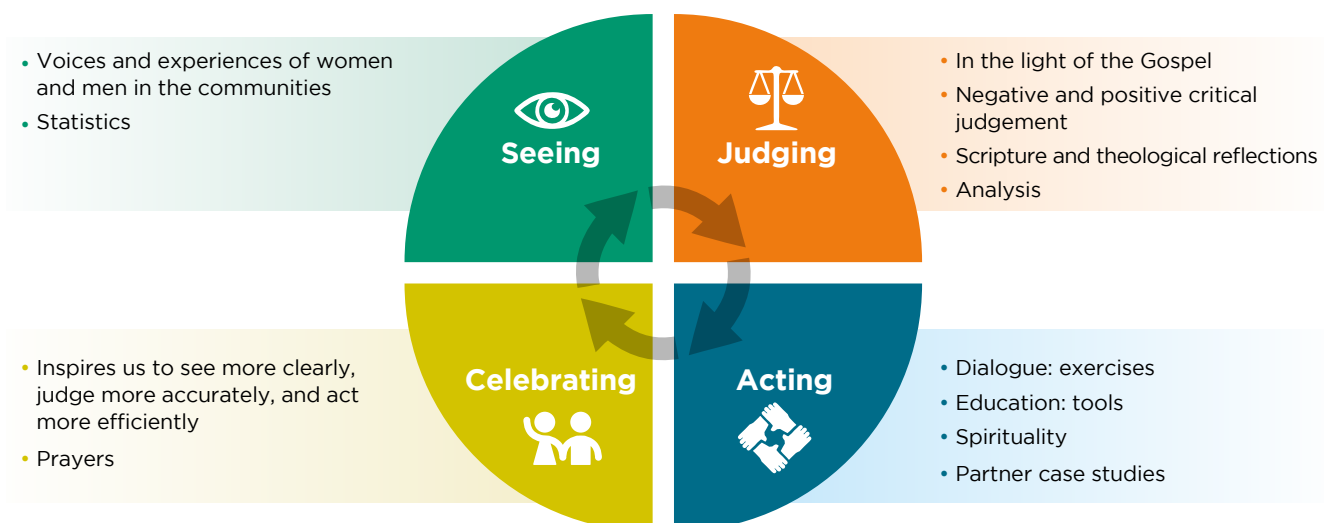 • Voices and experiences of women
and men in the communities
• Statistics
Seeing
Judging
• In the light of the Gospel
• Negative and positive critical
judgement
• Scripture and theological reflections
• Analysis
• Inspires us to see more clearly,
judge more accurately, and act
more efficiently
• Prayers
Celebrating
Acting
• Dialogue: exercises
• Education: tools
• Spirituality
• Partner case studies